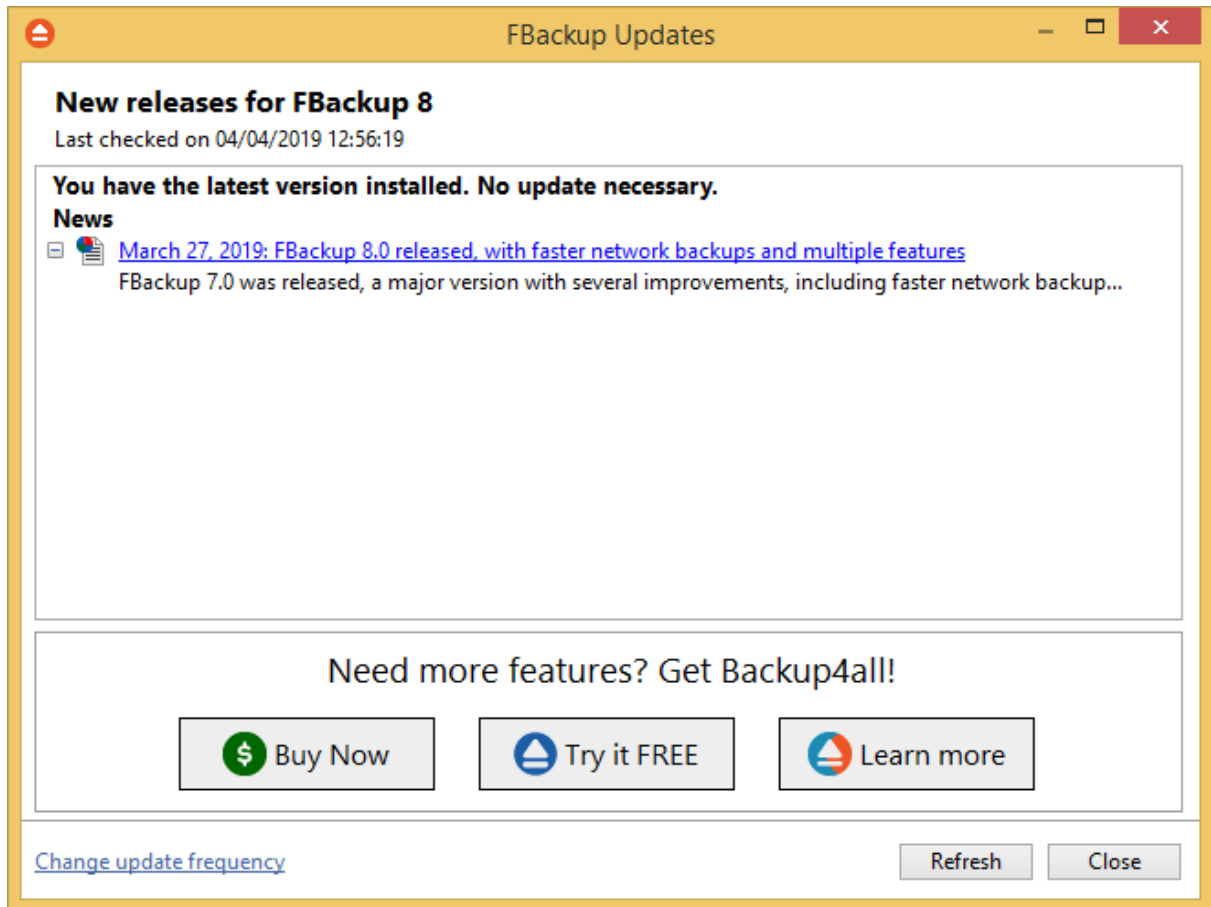 FBackup Updates
New releases for FBackup 8
Last checked on 04/04/2019 12:56:19
You have the latest version installed. No update necessary.
News
March 27, 2019: FBackup 8.0 released, with faster network backups and multiple features
FBackup 7.0 was released, a major version with several improvements, including faster network backup...
Need more features? Get Backup4all!
$ Buy Now
Try it FREE
Learn more
Change update frequency
Refresh
Close